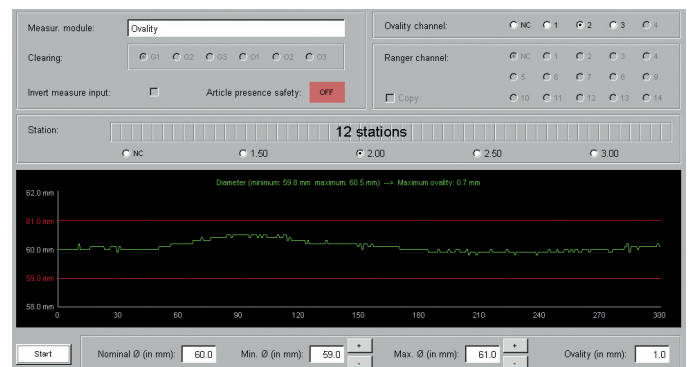 Measur. module: Ovality
Ovality channel: NC 1 2 3 4
Clearing: G1 G2 G3 O1 O2 O3
Ranger channel: NC 1 2 3 4
5 6 7 8 9
Invert measure input: Article presence safety: OFF
Copy 10 11 12 13 14
Station: 12 stations
NC 1.50 2.00 2.50 3.00
Diameter (minimum: 59.8 mm maximum: 60.5 mm) --> Maximum ovality: 0.7 mm
62.0 mm
61.0 mm
60.0 mm
59.0 mm
58.0 mm
0 30 60 90 120 150 180 210 240 270 300
Start Nominal Ø (in mm): 60.0 Min. Ø (in mm): 59.0 + - Max. Ø (in mm): 61.0 + - Ovality (in mm): 1.0